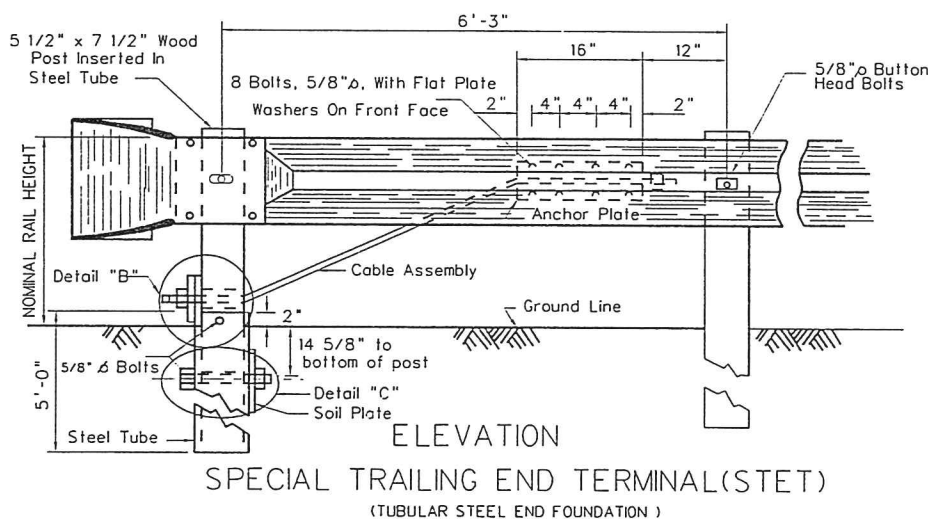 6'-3"
5 1/2" x 7 1/2" Wood
Post Inserted In
Steel Tube
16"
12"
8 Bolts, 5/8"ø, With Flat Plate
Washers On Front Face
5/8"ø Button
Head Bolts
2"
4"
4"
4"
2"
NOMINAL RAIL HEIGHT
Anchor Plate
Detail "B"
Cable Assembly
Ground Line
2"
14 5/8" to
bottom of post
5/8" ø Bolts
5'-0"
Detail "C"
Soil Plate
Steel Tube
ELEVATION
SPECIAL TRAILING END TERMINAL(STET)
(TUBULAR STEEL END FOUNDATION )